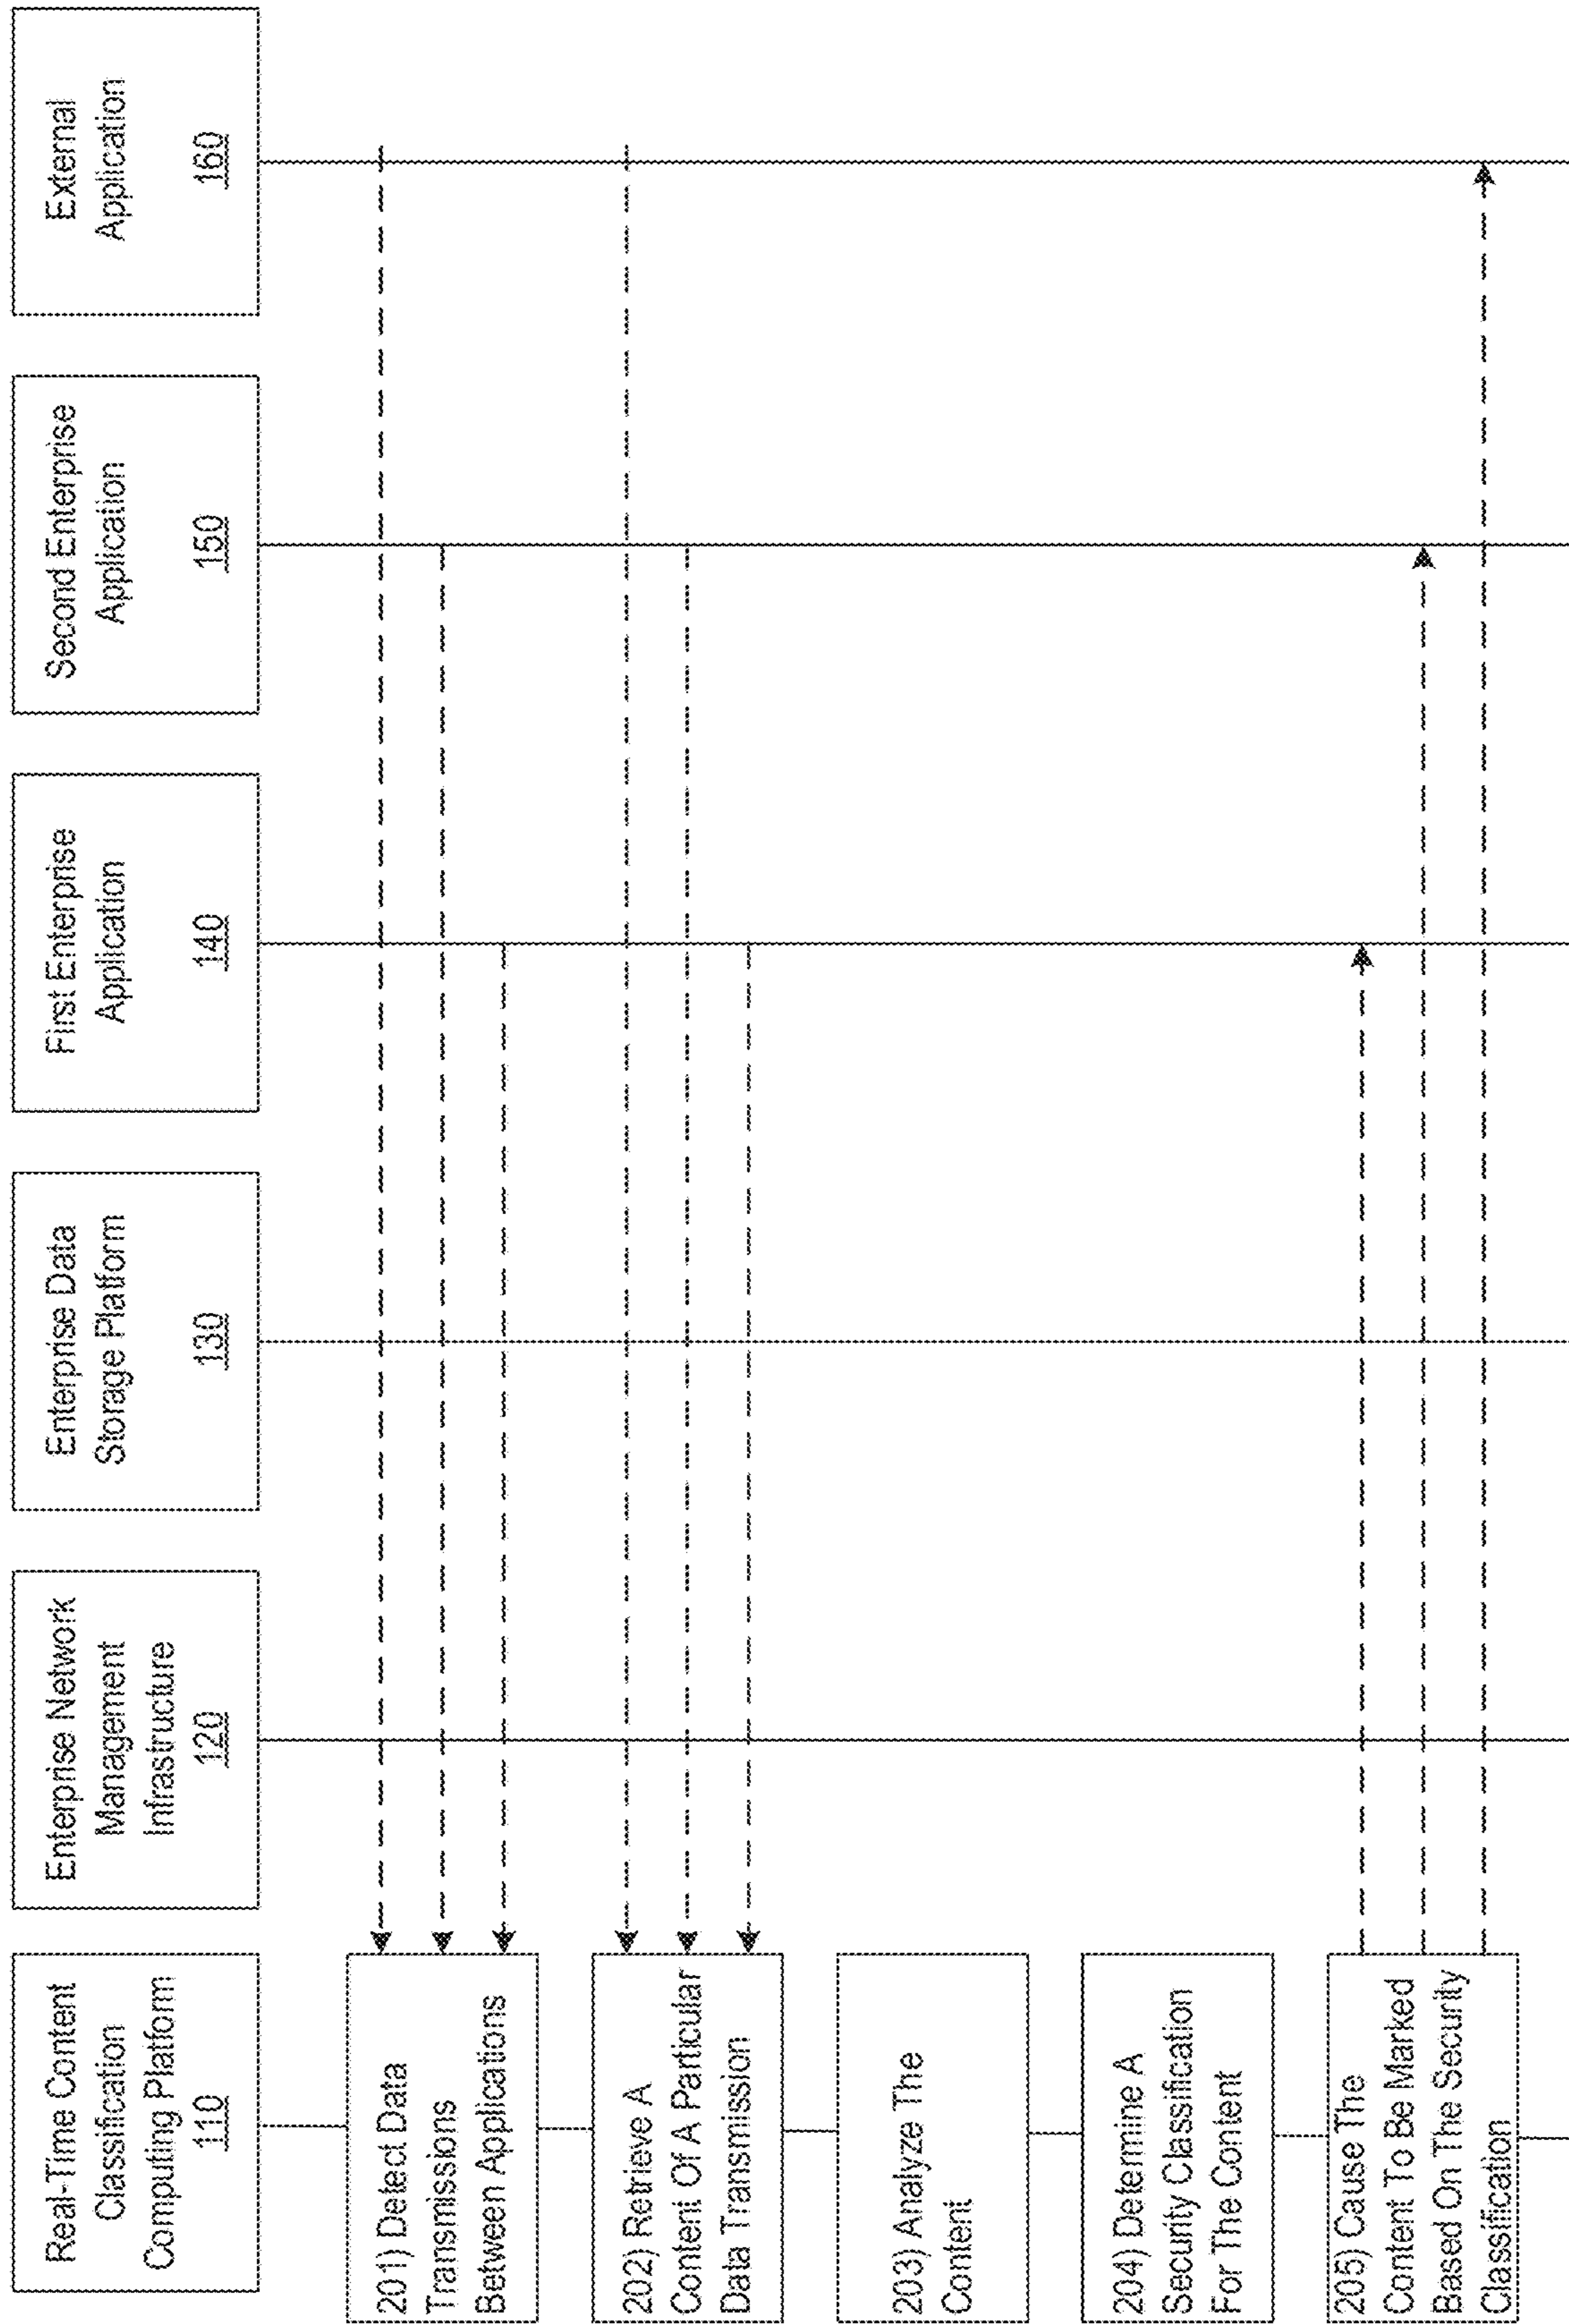 Real-Time Content
Classification
Computing Platform
110
Enterprise Network
Management
Infrastructure
120
Enterprise Data
Storage Platform
130
First Enterprise
Application
140
Second Enterprise
Application
150
External
Application
160
201) Detect Data
Transmissions
Between Applications
202) Retrieve A
Content Of A Particular
Data Transmission
203) Analyze The
Content
204) Determine A
Security Classification
For The Content
205) Cause The
Content To Be Marked
Based On The Security
Classification